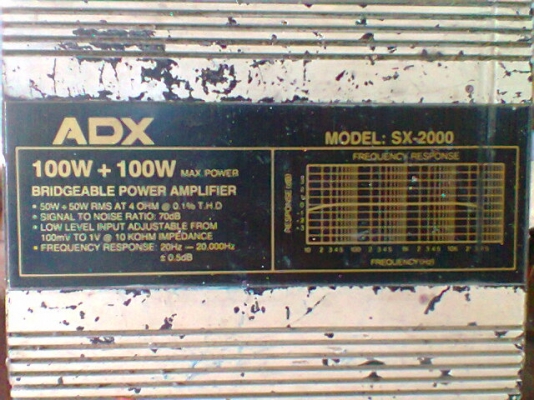 ADX
MODEL: SX-2000
100W + 100W MAX POWER
BRIDGEABLE POWER AMPLIFIER
• 50W + 50W RMS AT 4 OHM @ 0.1% T.H.D
• SIGNAL TO NOISE RATIO: 70dB
• LOW LEVEL INPUT ADJUSTABLE FROM
100mV TO 1V @ 10 KOHM IMPEDANCE
• FREQUENCY RESPONSE: 20Hz — 20.000Hz
± 0.5dB
FREQUENCY RESPONSE
RESPONSE (dB)
FREQUENCY (Hz)